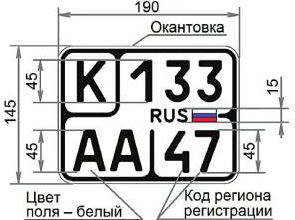 190
Окантовка
К 133
45
45
145
RUS
15
АА 47
45
45
Цвет
поля – белый
Код региона
регистрации